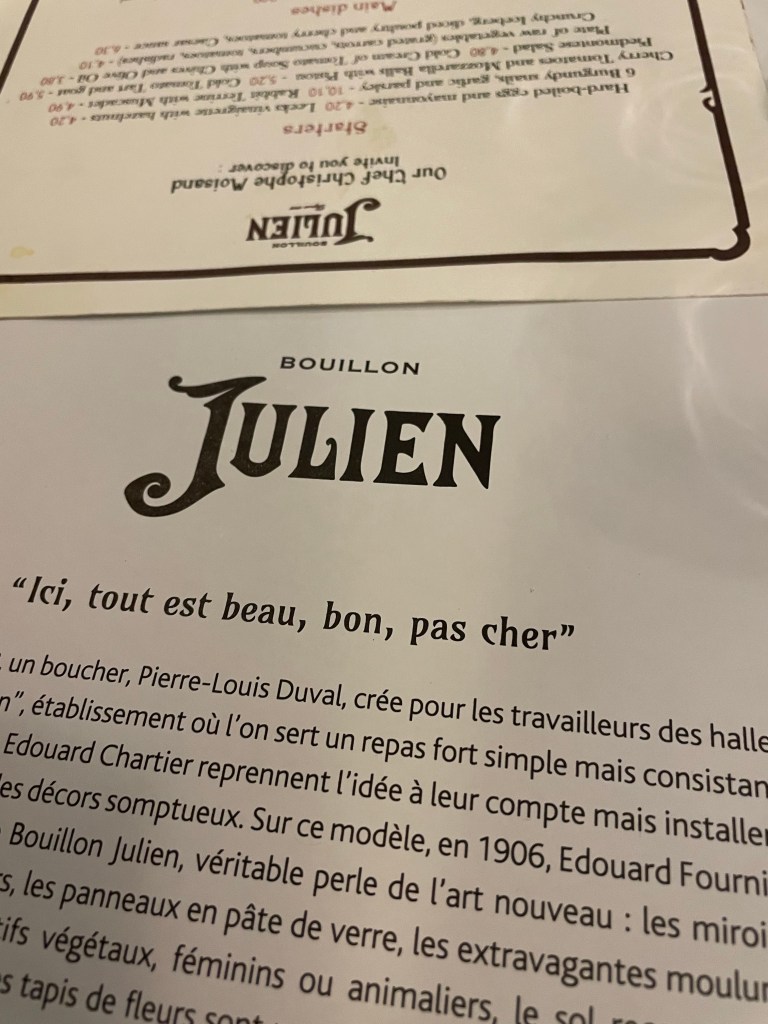 BOUILLON
JULIEN
Our Chef Christophe Moisand
Invite you to discover :
Starters
Hard-boiled eggs and mayonnaise - 4.20 Leeks vinaigrette with hazelnuts - 4.20
6 Burgundy snails, garlic and parsley - 10.10 Rabbit Terrine with Muscadet - 4.90
Cherry Tomatoes and Mozzarella Balls with Pistou - 5.20 Cold Tomato Tart and goat - 5.90
Piedmontese Salad - 4.80 Cold Cream of Tomato Soup with Chives and Olive Oil - 3.80
Plate of raw vegetables (grated carrots, cucumbers, tomatoes, radishes) - 4.10
Crunchy Iceberg, diced poultry and cherry tomatoes, Caesar sauce - 6.30
Main dishes
BOUILLON
JULIEN
“Ici, tout est beau, bon, pas cher”
, un boucher, Pierre-Louis Duval, crée pour les travailleurs des halle
n”, établissement où l’on sert un repas fort simple mais consistan
Edouard Chartier reprennent l’idée à leur compte mais installe
les décors somptueux. Sur ce modèle, en 1906, Edouard Fourni
Bouillon Julien, véritable perle de l’art nouveau : les miroi
s, les panneaux en pâte de verre, les extravagantes moulur
tifs végétaux, féminins ou animaliers, le sol
s tapis de fleurs sont